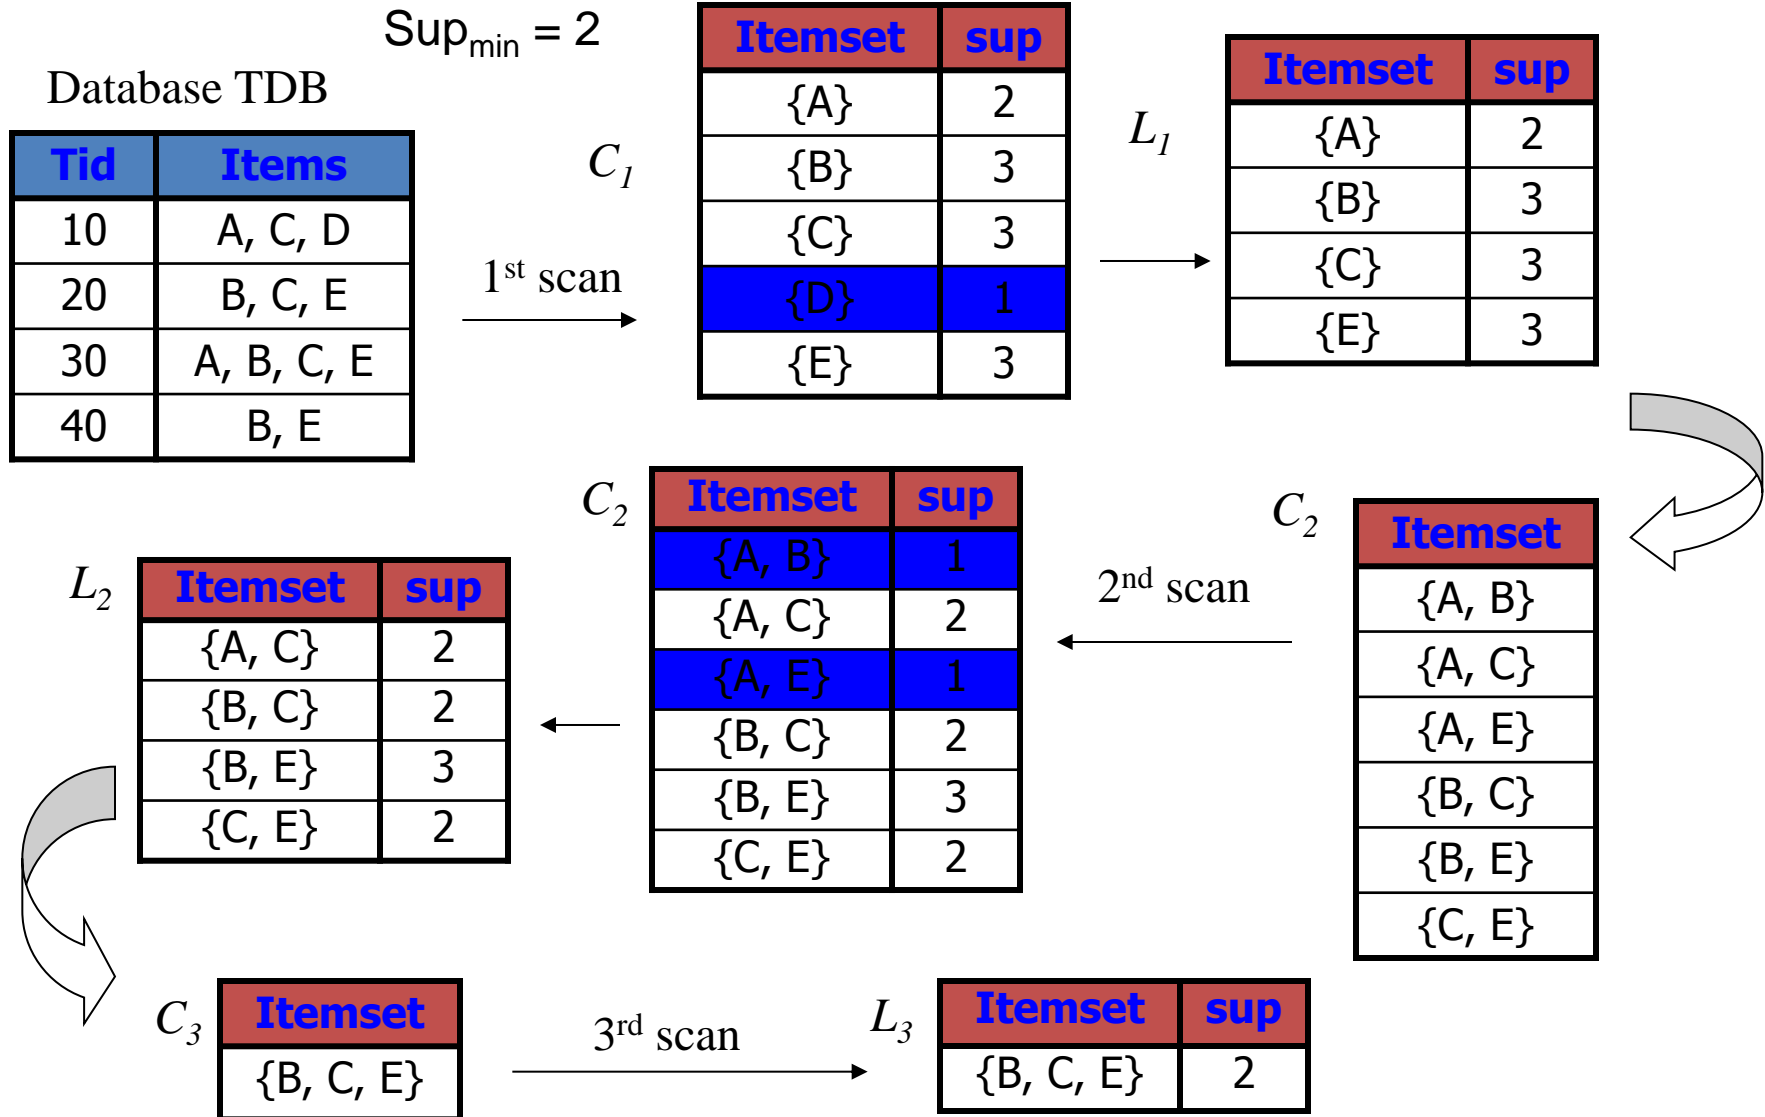 Sup_min = 2
Database TDB
Tid Items
10 A, C, D
20 B, C, E
30 A, B, C, E
40 B, E
1st scan
C1
Itemset sup
{A} 2
{B} 3
{C} 3
{D} 1
{E} 3
L1
Itemset sup
{A} 2
{B} 3
{C} 3
{E} 3
C2
Itemset
{A, B}
{A, C}
{A, E}
{B, C}
{B, E}
{C, E}
2nd scan
C2
Itemset sup
{A, B} 1
{A, C} 2
{A, E} 1
{B, C} 2
{B, E} 3
{C, E} 2
L2
Itemset sup
{A, C} 2
{B, C} 2
{B, E} 3
{C, E} 2
C3
Itemset
{B, C, E}
3rd scan
L3
Itemset sup
{B, C, E} 2